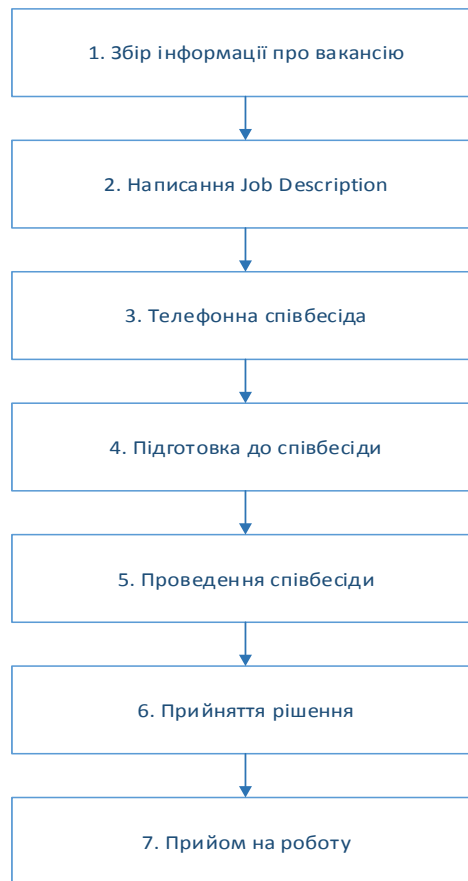 1. Збір інформації про вакансію
2. Написання Job Description
3. Телефонна співбесіда
4. Підготовка до співбесіди
5. Проведення співбесіди
6. Прийняття рішення
7. Прийом на роботу